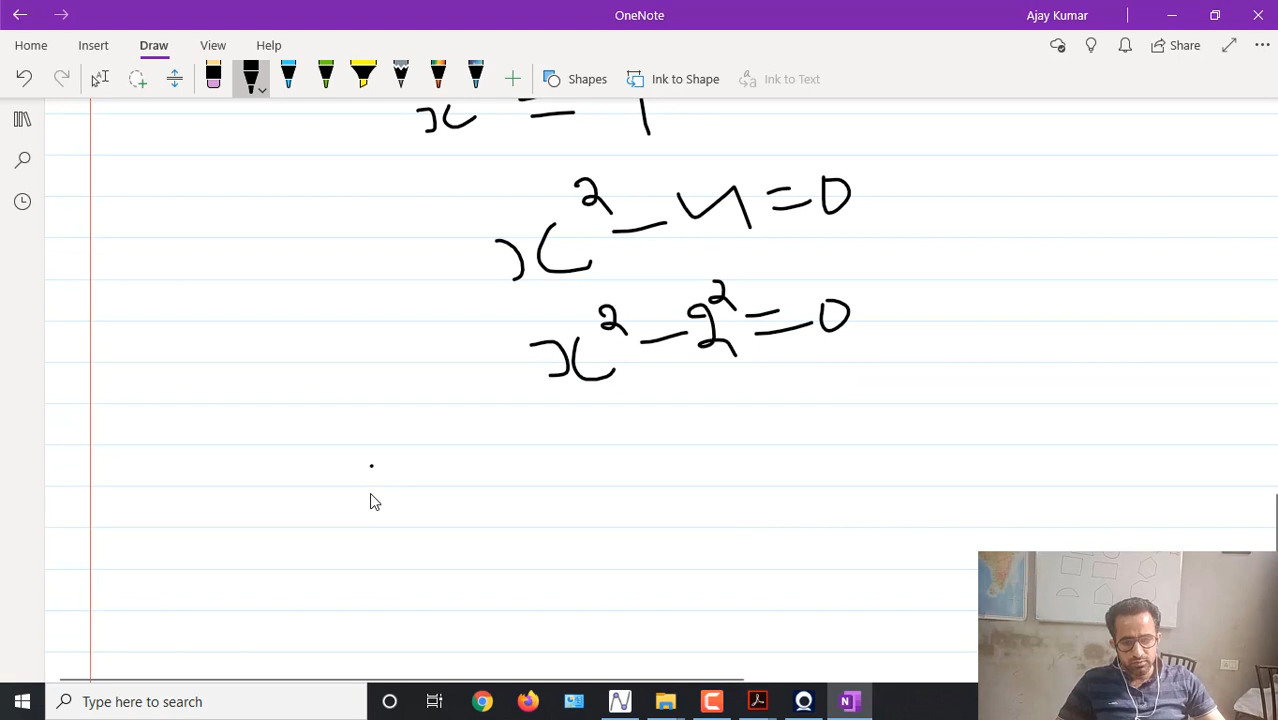 OneNote
Ajay Kumar
Home Insert Draw View Help
Share
Shapes Ink to Shape Ink to Text
x² - 4 = 0
x² - 2² = 0
Type here to search